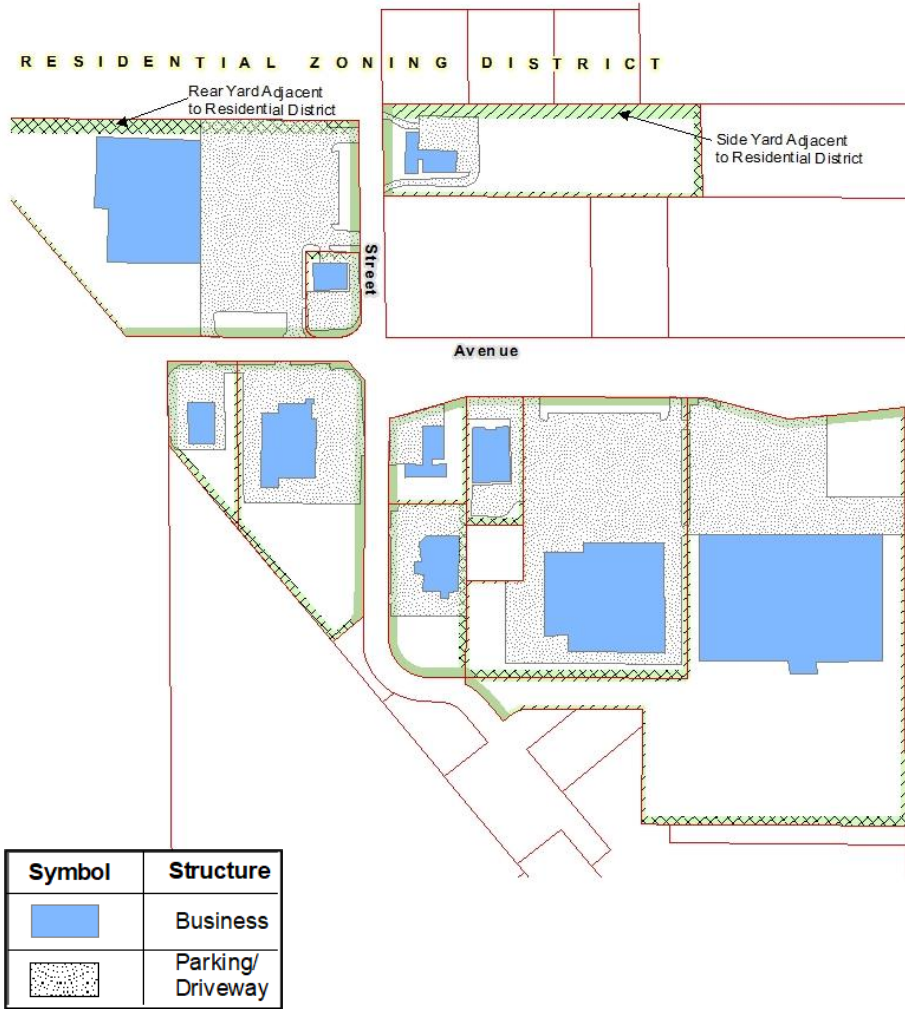 RESIDENTIAL ZONING DISTRICT
Rear Yard Adjacent
to Residential District
Side Yard Adjacent
to Residential District
Street
Avenue
Symbol Structure
Business
Parking/
Driveway